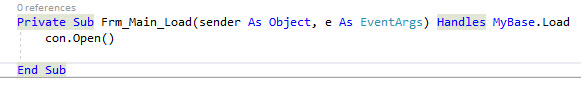 0 references
Private Sub Frm_Main_Load(sender As Object, e As EventArgs) Handles MyBase.Load
con.Open()
End Sub